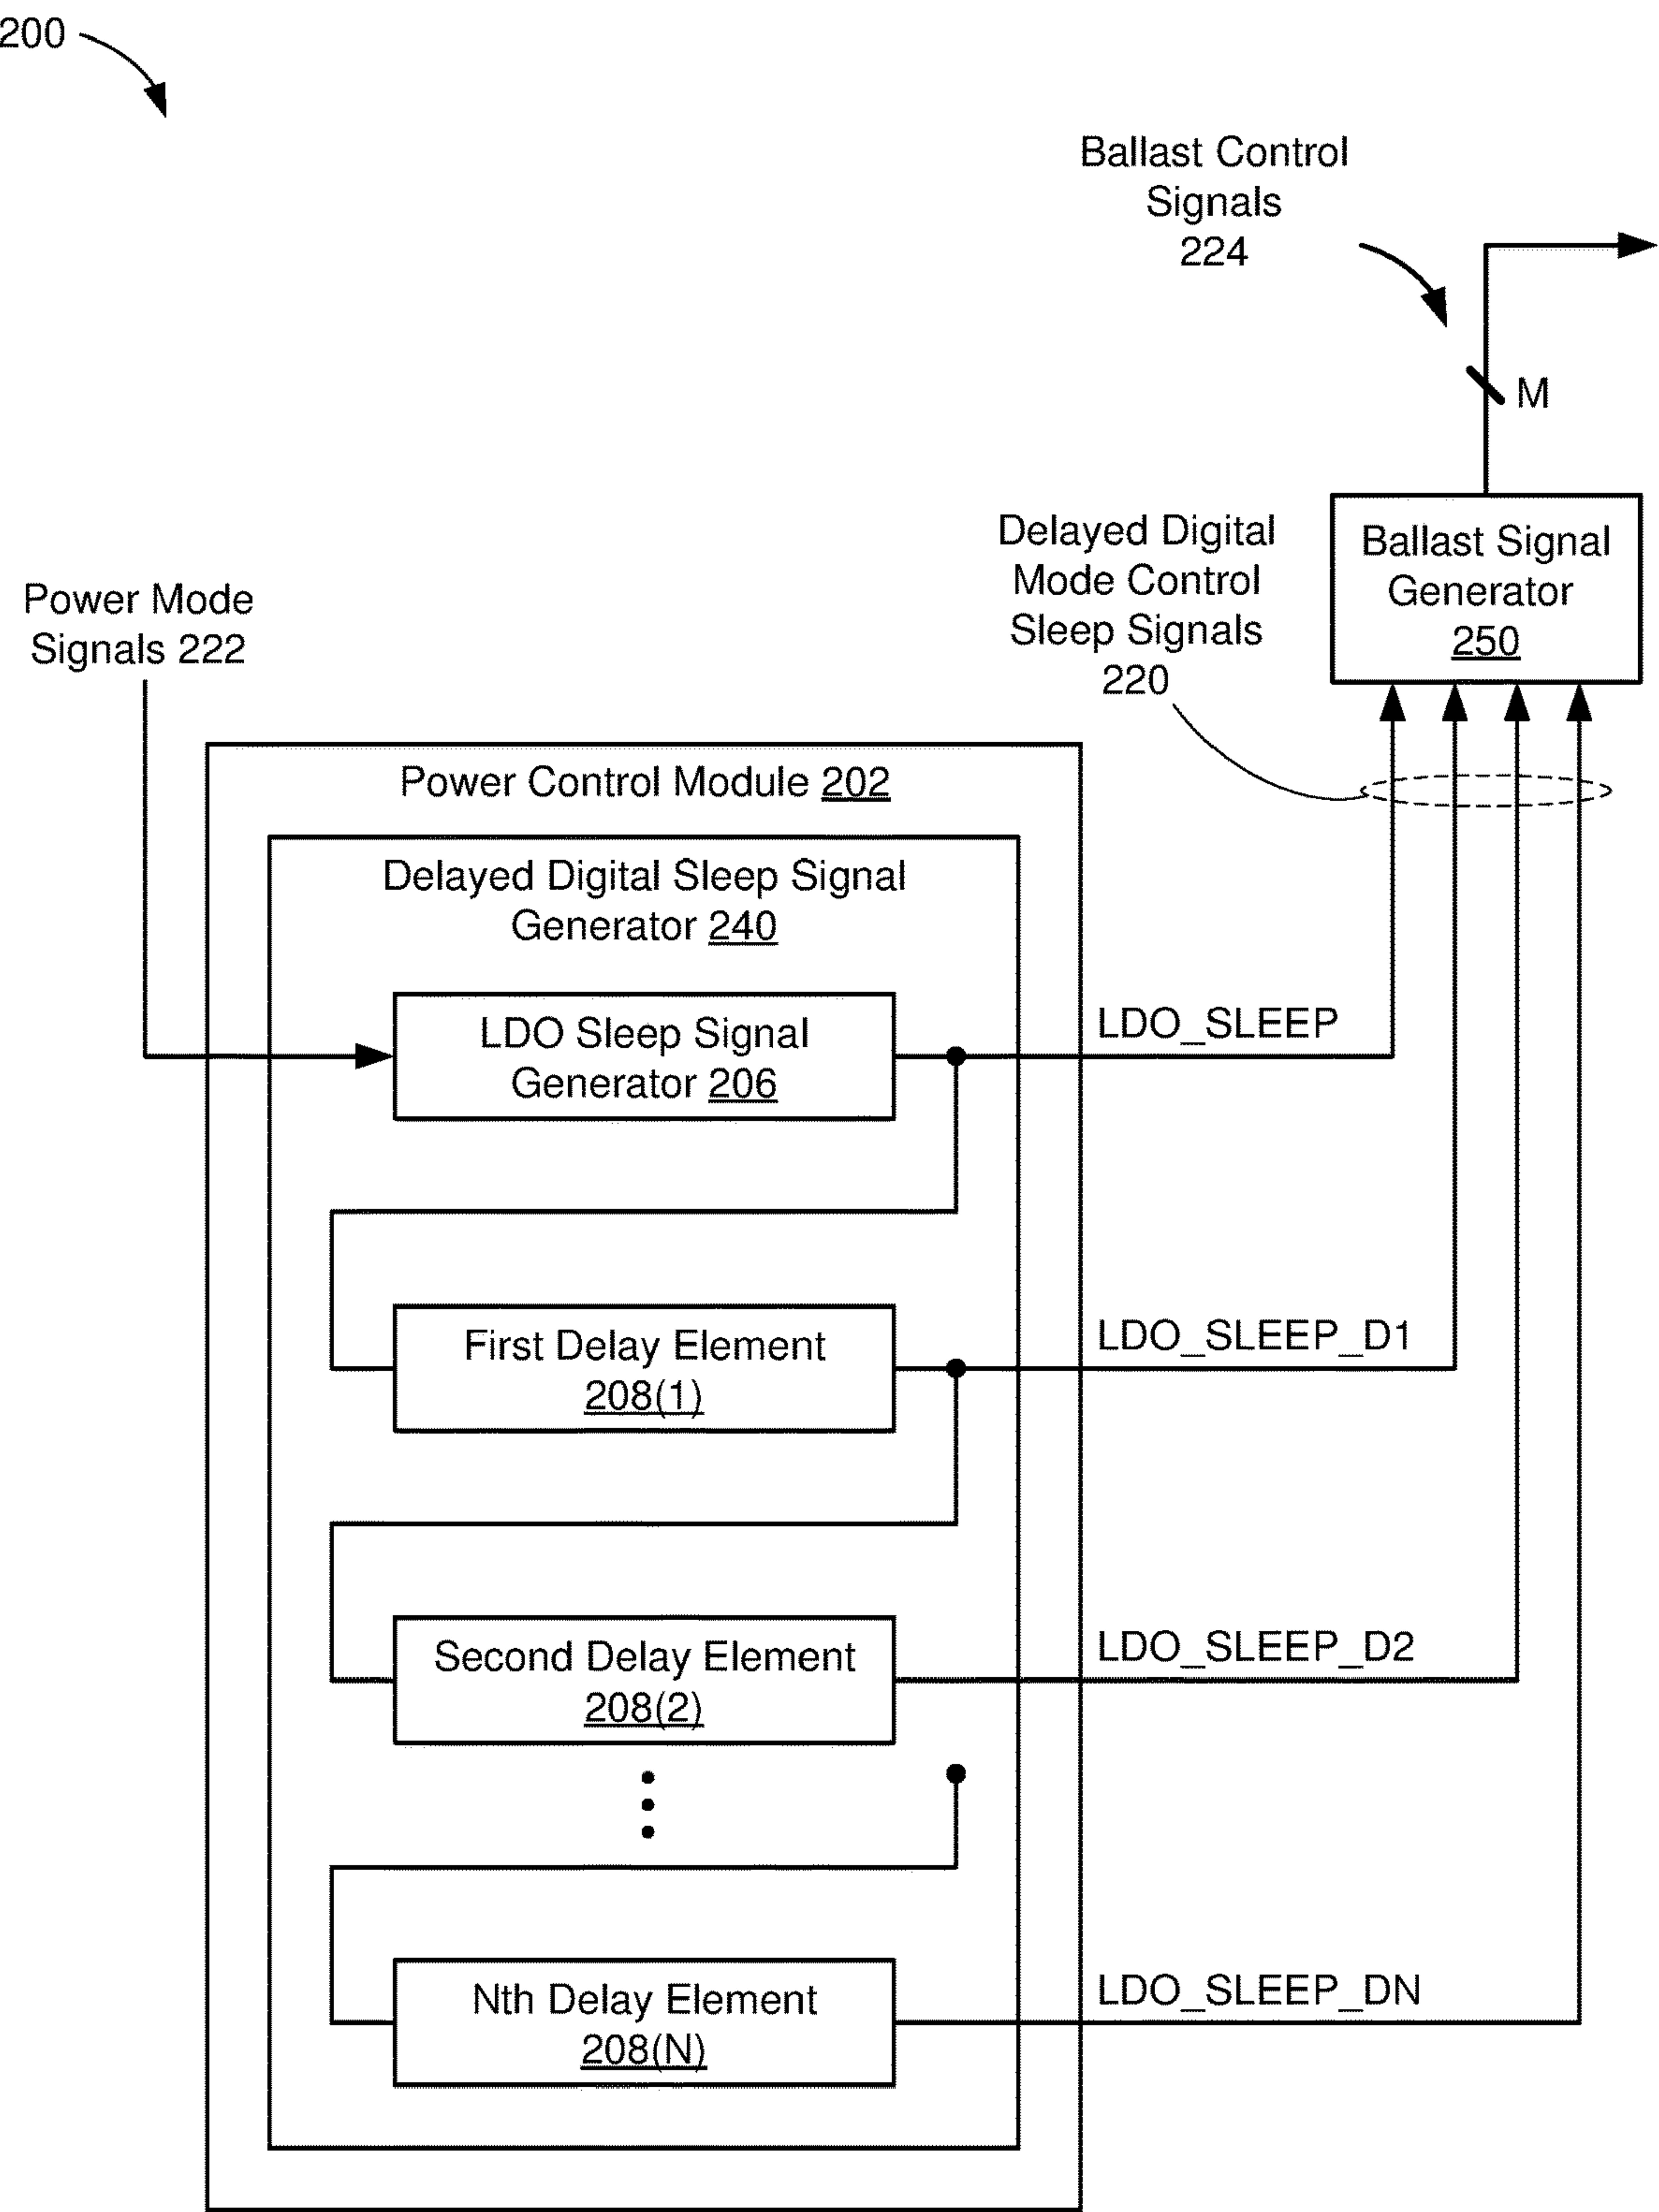 200
Ballast Control
Signals
224
M
Delayed Digital
Mode Control
Sleep Signals
220
Ballast Signal
Generator
250
Power Mode
Signals 222
Power Control Module 202
Delayed Digital Sleep Signal
Generator 240
LDO Sleep Signal
Generator 206
LDO_SLEEP
First Delay Element
208(1)
LDO_SLEEP_D1
Second Delay Element
208(2)
LDO_SLEEP_D2
Nth Delay Element
208(N)
LDO_SLEEP_DN